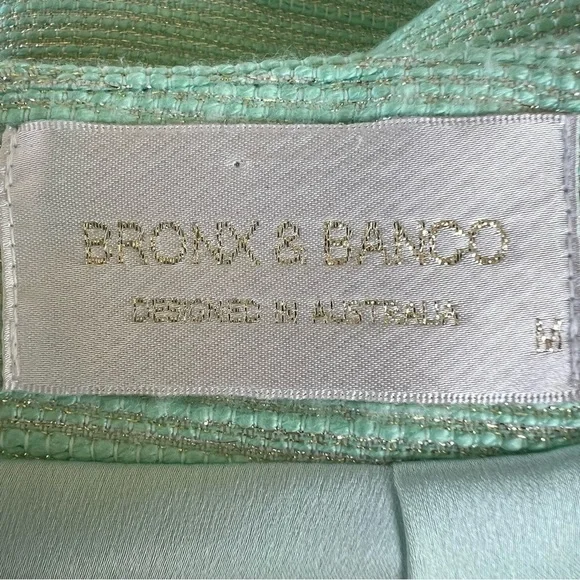 BRONX & BANCO
DESIGNED IN AUSTRALIA
M